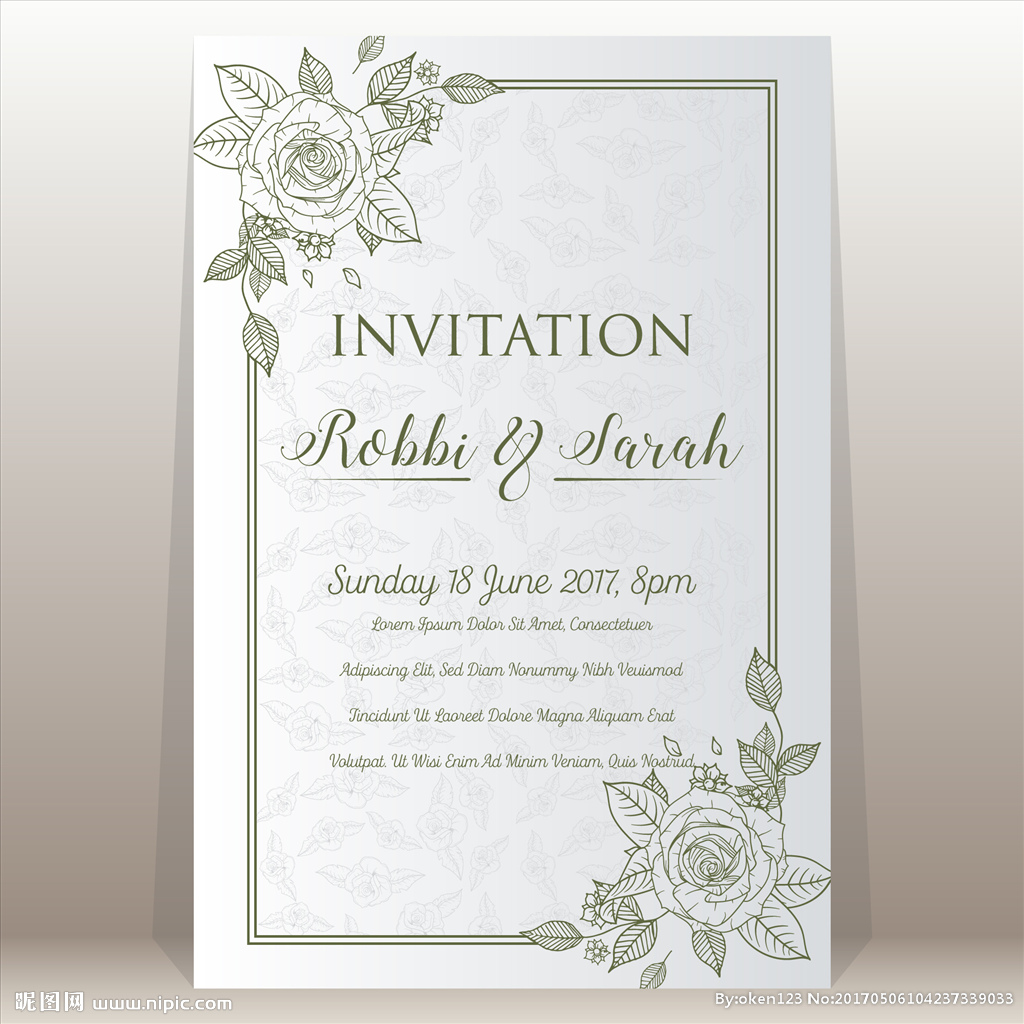 INVITATION
Robbi & Sarah
Sunday 18 June 2017, 8pm
Lorem Ipsum Dolor Sit Amet, Consectetuer
Adipiscing Elit, Sed Diam Nonummy Nibh Veuismod
Tincidunt Ut Laoreet Dolore Magna Aliquam Erat
Volutpat. Ut Wisi Enim Ad Minim Veniam, Quis Nostrud
昵图网 www.nipic.com
By:oken123 No:20170506104237339033